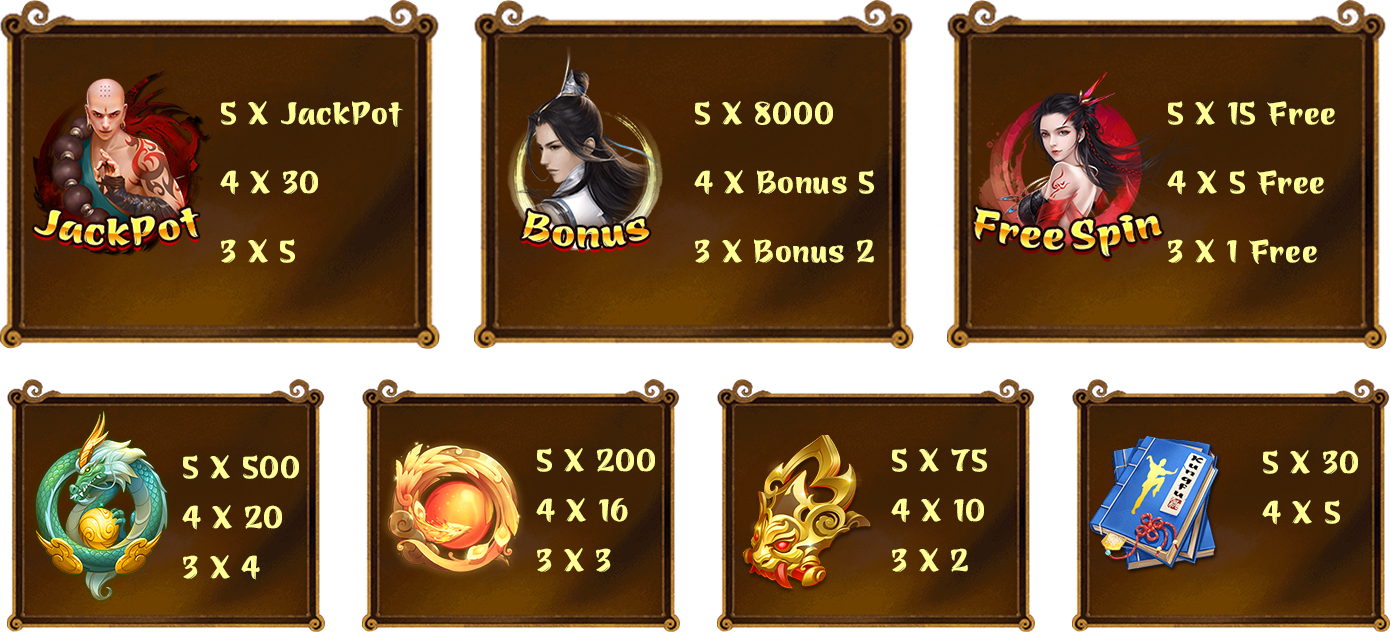 JackPot
5 X JackPot
4 X 30
3 X 5
Bonus
5 X 8000
4 X Bonus 5
3 X Bonus 2
Free Spin
5 X 15 Free
4 X 5 Free
3 X 1 Free
5 X 500
4 X 20
3 X 4
5 X 200
4 X 16
3 X 3
5 X 75
4 X 10
3 X 2
Kungfu
5 X 30
4 X 5